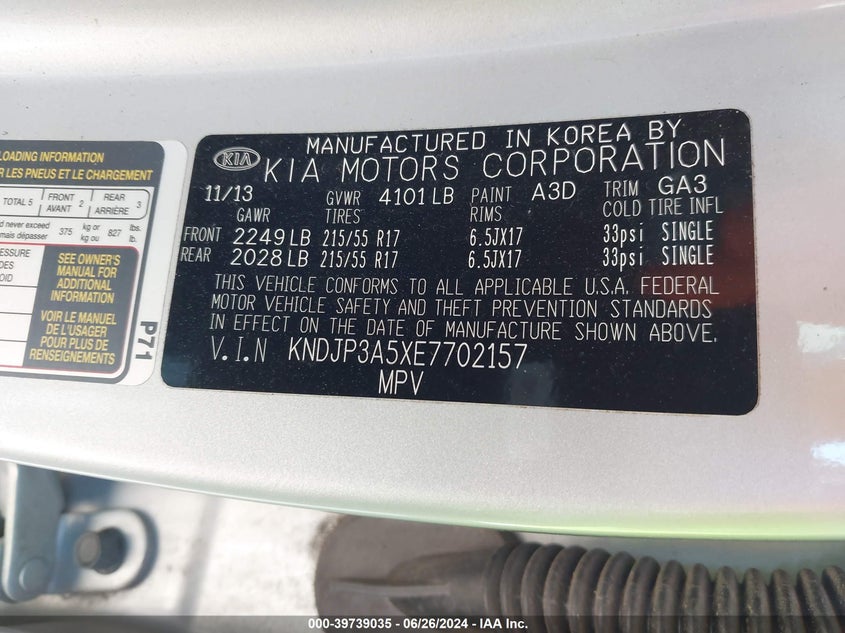 LOADING INFORMATION
R LES PNEUS ET LE CHARGEMENT
TOTAL 5 FRONT AVANT 2 REAR ARRIÈRE 3
ld never exceed
mais dépasser 375 kg or kg ou 827 lbs. lb.
SEE OWNER'S
MANUAL FOR
ADDITIONAL
INFORMATION
VOIR LE MANUEL
DE L'USAGER
POUR PLUS DE
RENSEIGNEMENTS
P71
KIA
MANUFACTURED IN KOREA BY
KIA MOTORS CORPORATION
11/13 GVWR 4101 LB PAINT A3D TRIM GA3
GAWR TIRES RIMS COLD TIRE INFL
FRONT 2249 LB 215/55 R17 6.5JX17 33psi SINGLE
REAR 2028 LB 215/55 R17 6.5JX17 33psi SINGLE
THIS VEHICLE CONFORMS TO ALL APPLICABLE U.S.A. FEDERAL
MOTOR VEHICLE SAFETY AND THEFT PREVENTION STANDARDS
IN EFFECT ON THE DATE OF MANUFACTURE SHOWN ABOVE.
V.I.N KNDJP3A5XE7702157
MPV
000-39739035 - 06/26/2024 - IAA Inc.